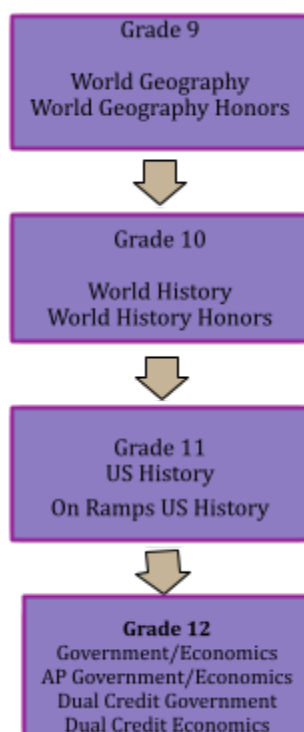 Grade 9
World Geography
World Geography Honors
Grade 10
World History
World History Honors
Grade 11
US History
On Ramps US History
Grade 12
Government/Economics
AP Government/Economics
Dual Credit Government
Dual Credit Economics